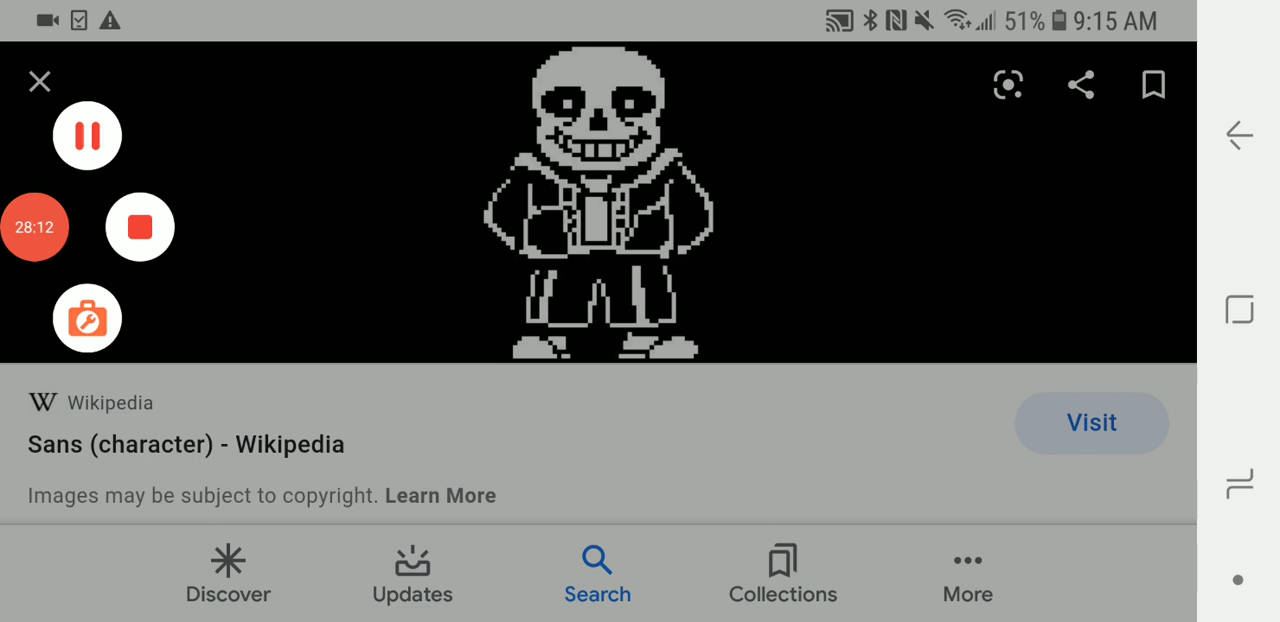 51% 9:15 AM
28:12
W Wikipedia
Sans (character) - Wikipedia
Visit
Images may be subject to copyright. Learn More
Discover Updates Search Collections More